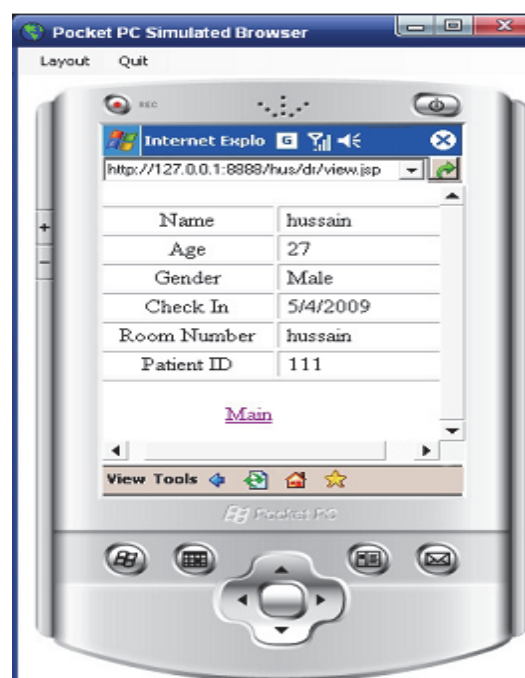 Pocket PC Simulated Browser
Layout Quit
REC
Internet Explo G
http://127.0.0.1:8888/hus/dr/view.jsp
Name hussain
Age 27
Gender Male
Check In 5/4/2009
Room Number hussain
Patient ID 111
Main
View Tools
Pocket PC